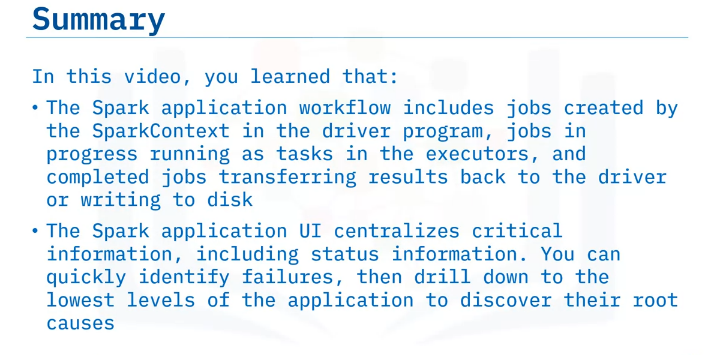 Summary
In this video, you learned that:
• The Spark application workflow includes jobs created by
the SparkContext in the driver program, jobs in
progress running as tasks in the executors, and
completed jobs transferring results back to the driver
or writing to disk
• The Spark application UI centralizes critical
information, including status information. You can
quickly identify failures, then drill down to the
lowest levels of the application to discover their root
causes